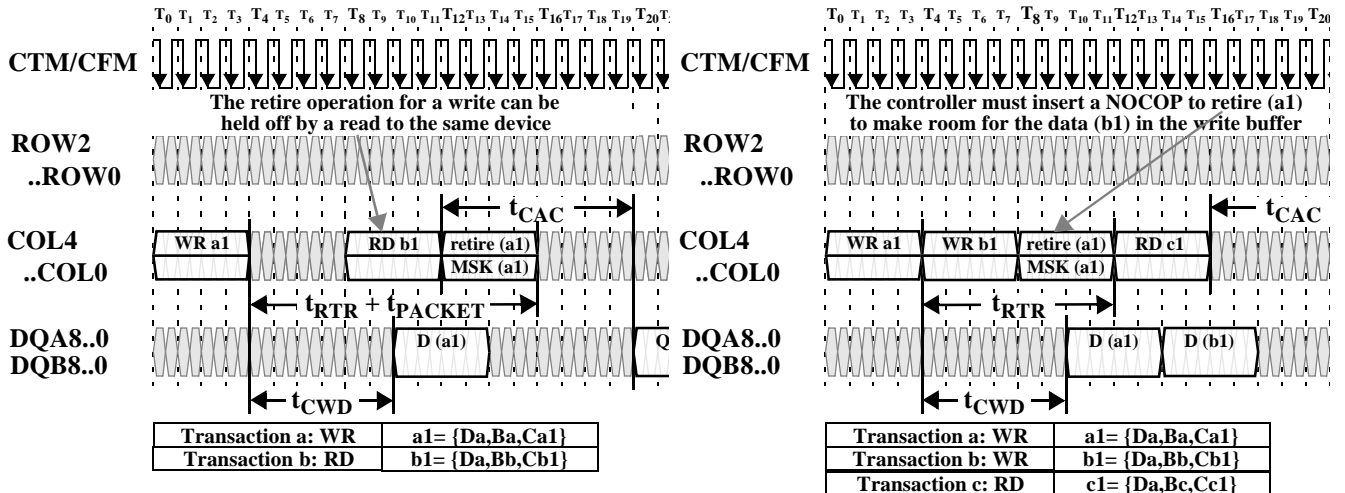 T0 T1 T2 T3 T4 T5 T6 T7 T8 T9 T10 T11 T12 T13 T14 T15 T16 T17 T18 T19 T20
CTM/CFM
The retire operation for a write can be
held off by a read to the same device
ROW2
..ROW0
tCAC
COL4
..COL0
WR a1
RD b1
retire (a1)
MSK (a1)
tRTR + tPACKET
DQA8..0
DQB8..0
D (a1)
Q
tCWD
Transaction a: WR a1= {Da,Ba,Ca1}
Transaction b: RD b1= {Da,Bb,Cb1}
T0 T1 T2 T3 T4 T5 T6 T7 T8 T9 T10 T11 T12 T13 T14 T15 T16 T17 T18 T19 T20
CTM/CFM
The controller must insert a NOCOP to retire (a1)
to make room for the data (b1) in the write buffer
ROW2
..ROW0
tCAC
COL4
..COL0
WR a1
WR b1
retire (a1)
MSK (a1)
RD c1
tRTR
DQA8..0
DQB8..0
D (a1)
D (b1)
tCWD
Transaction a: WR a1= {Da,Ba,Ca1}
Transaction b: WR b1= {Da,Bb,Cb1}
Transaction c: RD c1= {Da,Bc,Cc1}